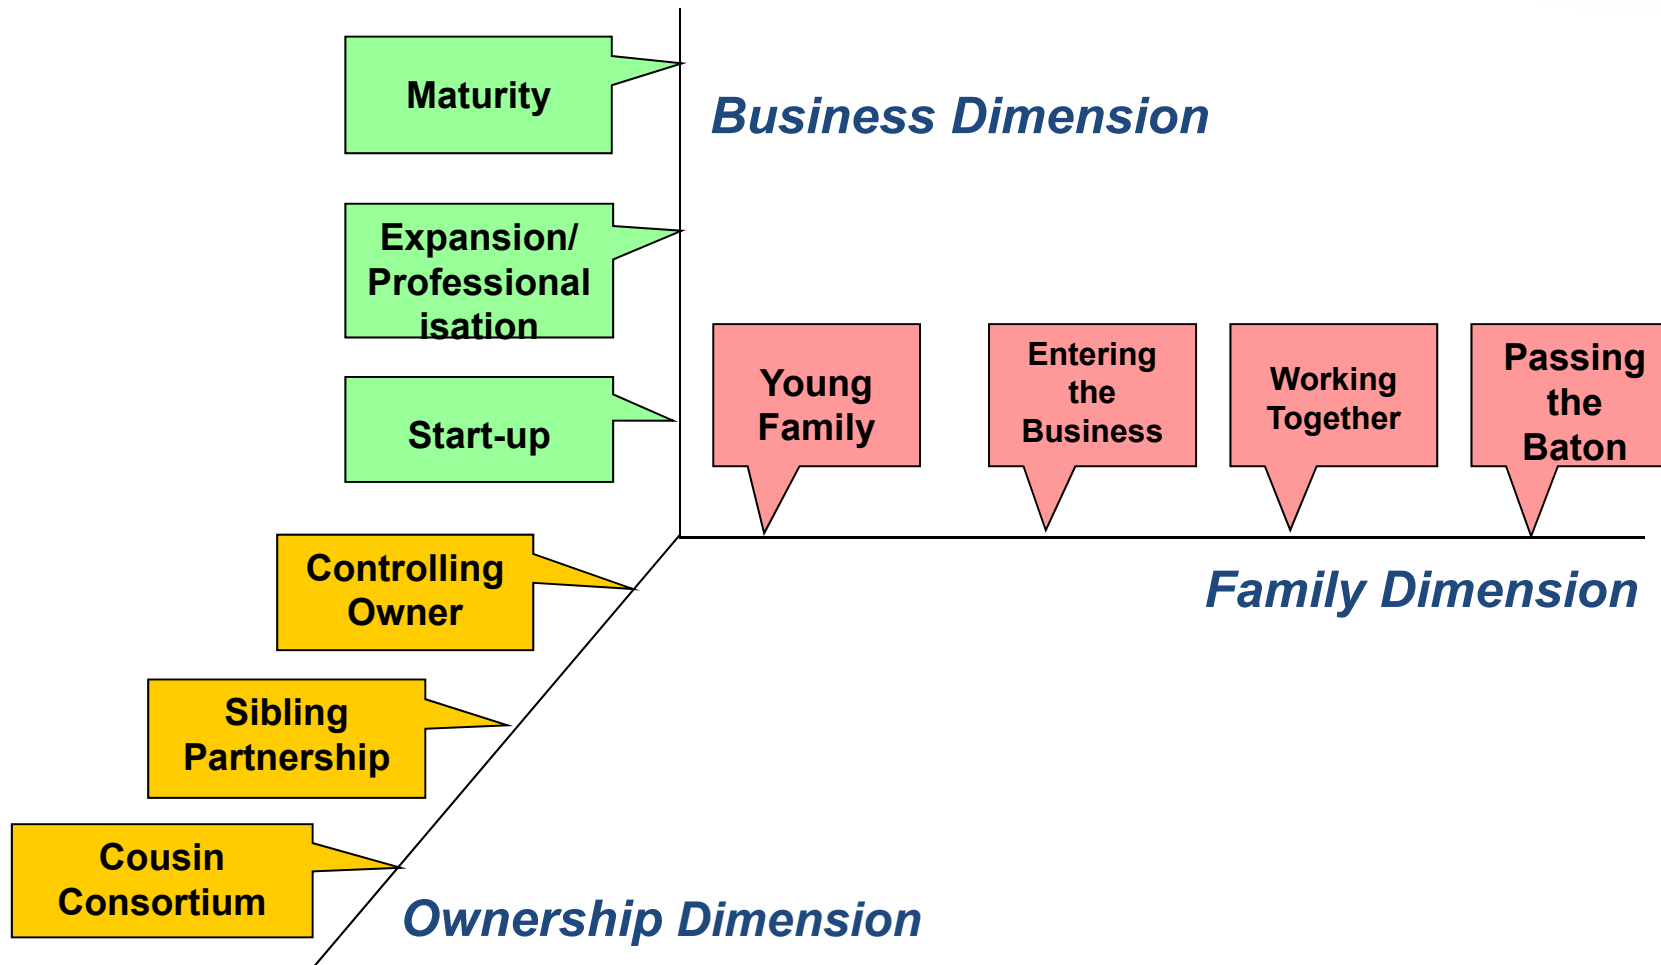 Maturity
Business Dimension
Expansion/
Professional
isation
Start-up
Young
Family
Entering
the
Business
Working
Together
Passing
the
Baton
Controlling
Owner
Family Dimension
Sibling
Partnership
Cousin
Consortium
Ownership Dimension